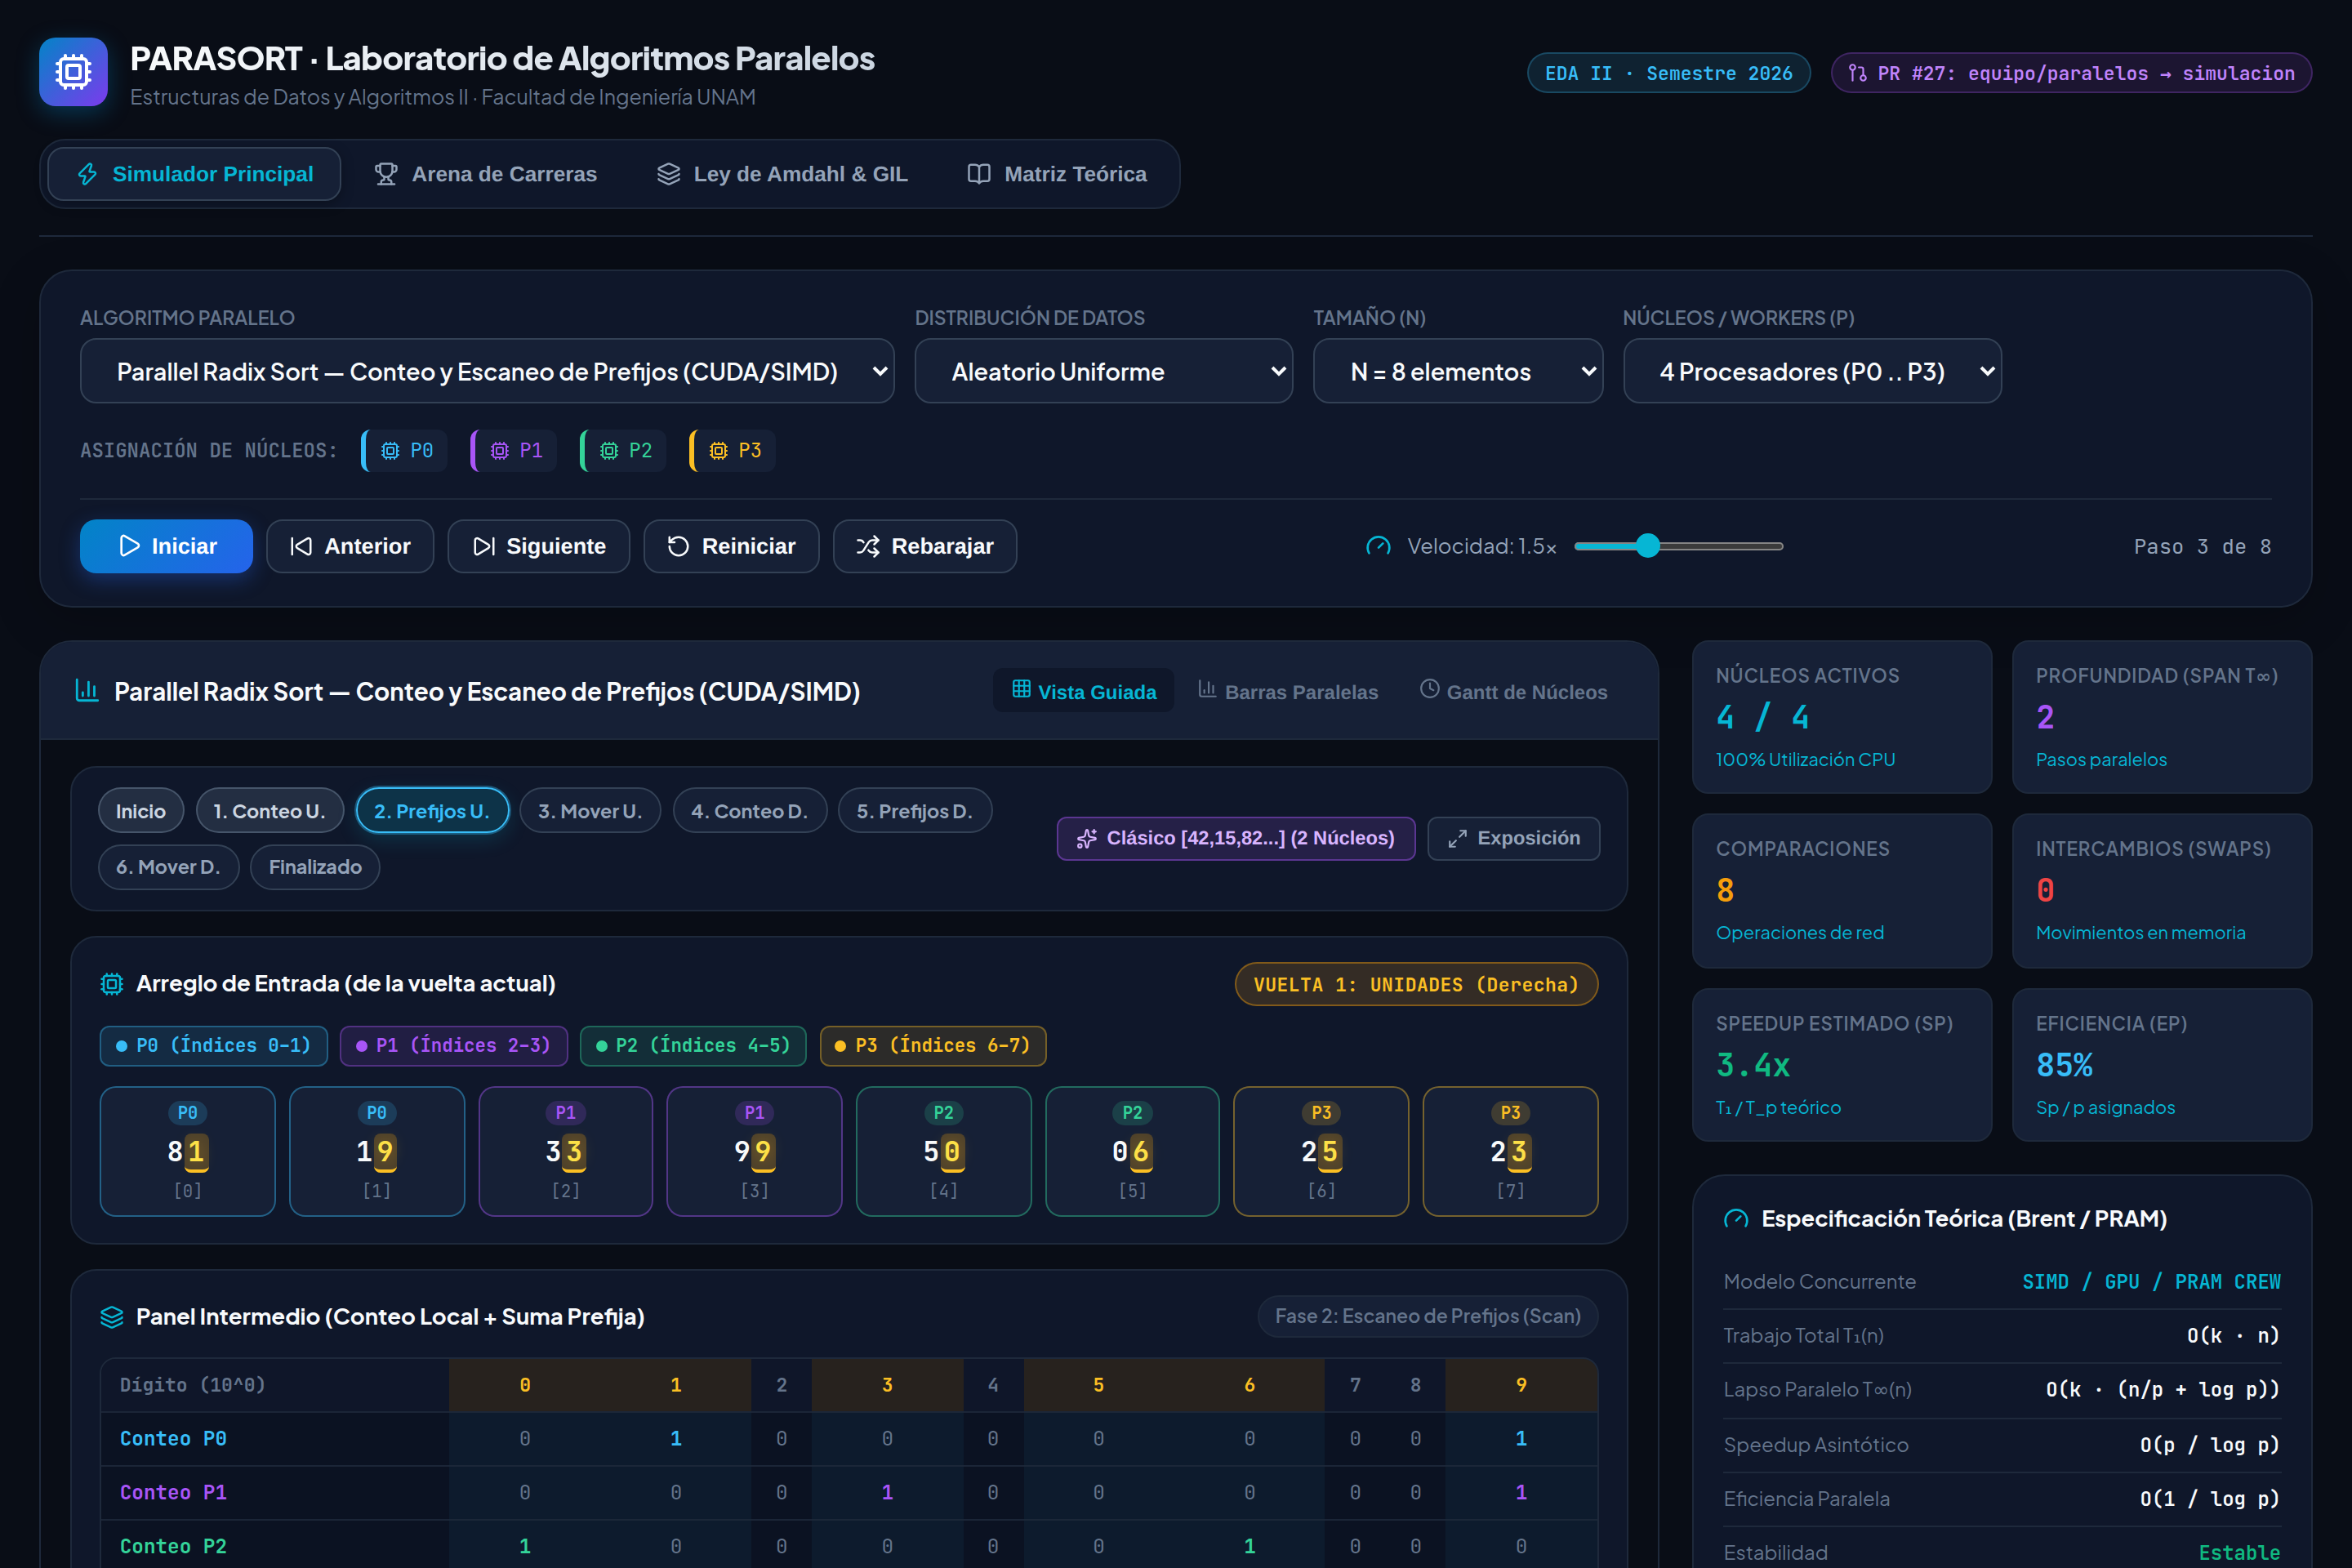 PARASORT · Laboratorio de Algoritmos Paralelos
Estructuras de Datos y Algoritmos II · Facultad de Ingeniería UNAM
EDA II · Semestre 2026
PR #27: equipo/paralelos → simulacion
Simulador Principal
Arena de Carreras
Ley de Amdahl & GIL
Matriz Teórica
ALGORITMO PARALELO
DISTRIBUCIÓN DE DATOS
TAMAÑO (N)
NÚCLEOS / WORKERS (P)
Parallel Radix Sort — Conteo y Escaneo de Prefijos (CUDA/SIMD)
Aleatorio Uniforme
N = 8 elementos
4 Procesadores (P0 .. P3)
ASIGNACIÓN DE NÚCLEOS: P0 P1 P2 P3
Iniciar
Anterior
Siguiente
Reiniciar
Rebarajar
Velocidad: 1.5×
Paso 3 de 8
Parallel Radix Sort — Conteo y Escaneo de Prefijos (CUDA/SIMD)
Vista Guiada
Barras Paralelas
Gantt de Núcleos
Inicio
1. Conteo U.
2. Prefijos U.
3. Mover U.
4. Conteo D.
5. Prefijos D.
6. Mover D.
Finalizado
Clásico [42,15,82...] (2 Núcleos)
Exposición
Arreglo de Entrada (de la vuelta actual)
VUELTA 1: UNIDADES (Derecha)
P0 (Índices 0–1)
P1 (Índices 2–3)
P2 (Índices 4–5)
P3 (Índices 6–7)
P0 P0 P1 P1 P2 P2 P3 P3
81 19 33 99 50 06 25 23
[0] [1] [2] [3] [4] [5] [6] [7]
Panel Intermedio (Conteo Local + Suma Prefija)
Fase 2: Escaneo de Prefijos (Scan)
Dígito (10^0) 0 1 2 3 4 5 6 7 8 9
Conteo P0 0 1 0 0 0 0 0 0 0 1
Conteo P1 0 0 0 1 0 0 0 0 0 1
Conteo P2 1 0 0 0 0 0 1 0 0 0
NÚCLEOS ACTIVOS
4 / 4
100% Utilización CPU
PROFUNDIDAD (SPAN T∞)
2
Pasos paralelos
COMPARACIONES
8
Operaciones de red
INTERCAMBIOS (SWAPS)
0
Movimientos en memoria
SPEEDUP ESTIMADO (SP)
3.4x
T₁ / T_p teórico
EFICIENCIA (EP)
85%
Sp / p asignados
Especificación Teórica (Brent / PRAM)
Modelo Concurrente SIMD / GPU / PRAM CREW
Trabajo Total T₁(n) O(k · n)
Lapso Paralelo T∞(n) O(k · (n/p + log p))
Speedup Asintótico O(p / log p)
Eficiencia Paralela O(1 / log p)
Estabilidad Estable